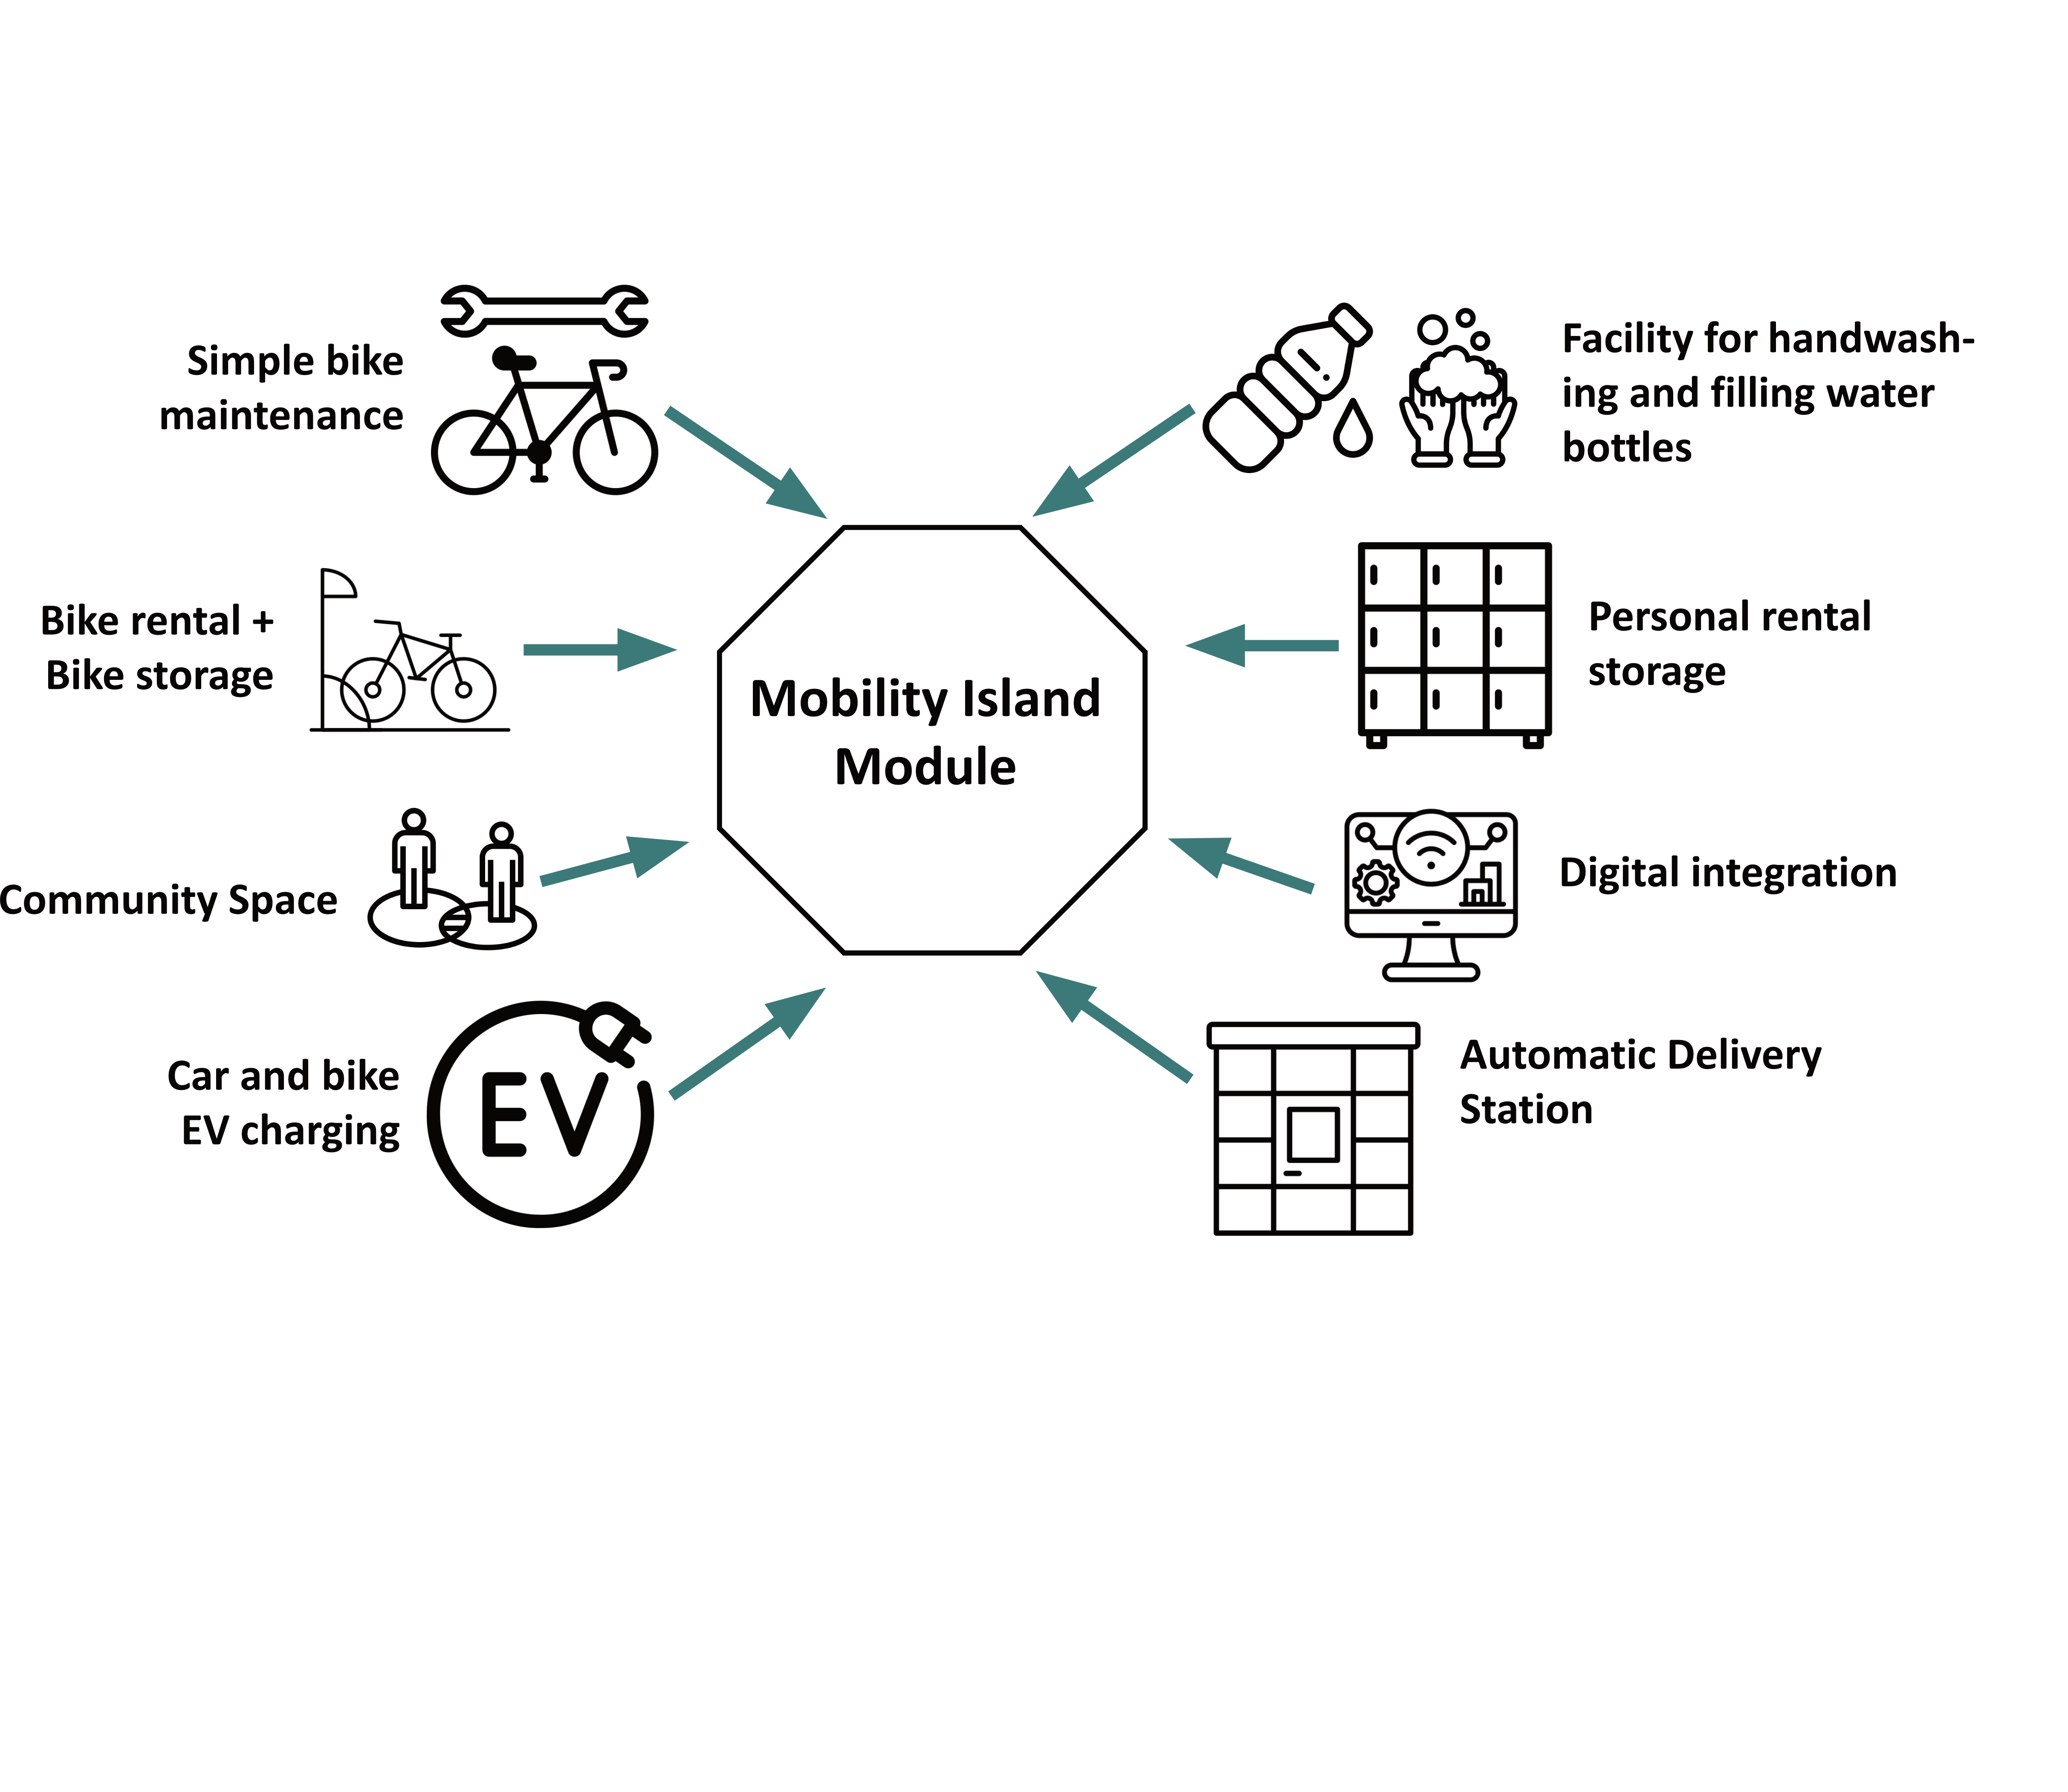 Simple bike
maintenance
Facility for handwash-
ing and filling water
bottles
Bike rental +
Bike storage
Personal rental
storage
Mobility Island
Module
Community Space
Digital integration
Car and bike
EV charging
EV
Automatic Delivery
Station